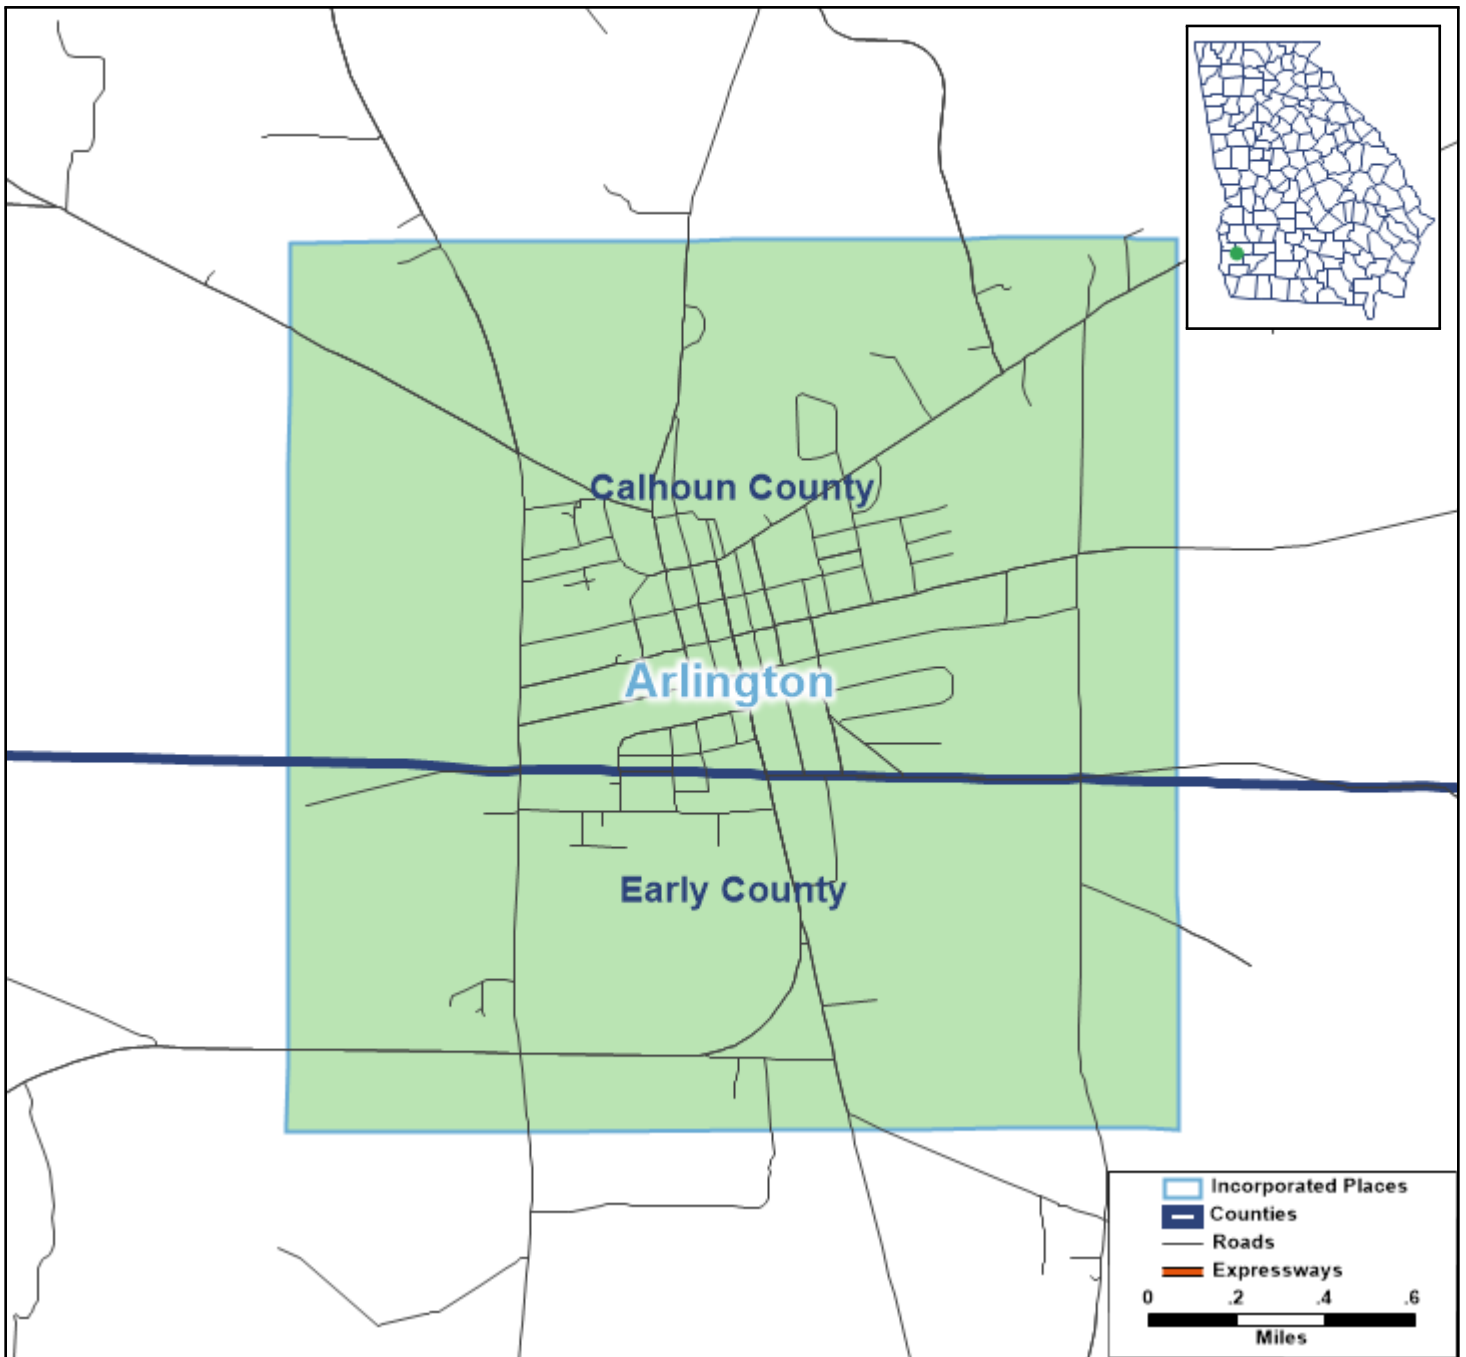 Calhoun County
Arlington
Early County
Incorporated Places
Counties
Roads
Expressways
0 .2 .4 .6
Miles